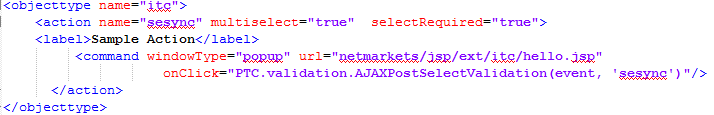 <objecttype name="itc">
<action name="sesync" multiselect="true"  selectRequired="true">
<label>Sample Action</label>
<command windowType="popup" url="netmarkets/jsp/ext/itc/hello.jsp"
onClick="PTC.validation.AJAXPostSelectValidation(event, 'sesync')"/>
</action>
</objecttype>